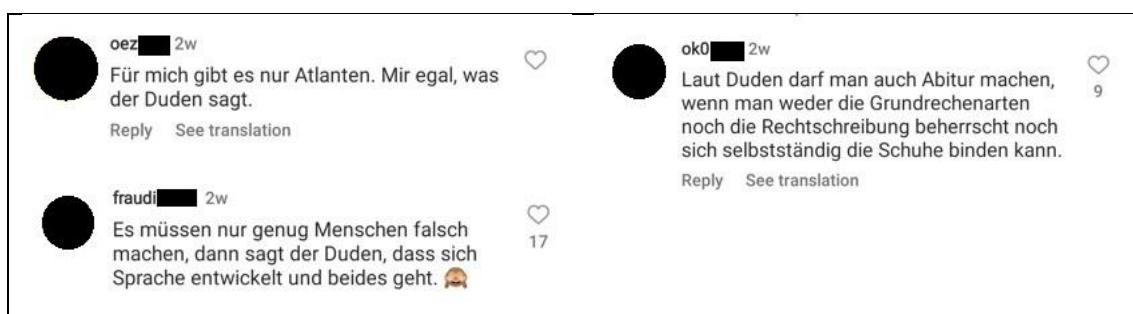 oez 2w
Für mich gibt es nur Atlanten. Mir egal, was
der Duden sagt.
Reply See translation
fraudi 2w
Es müssen nur genug Menschen falsch
machen, dann sagt der Duden, dass sich
Sprache entwickelt und beides geht. 🙈
17
Reply See translation
ok0 2w
Laut Duden darf man auch Abitur machen,
wenn man weder die Grundrechenarten
noch die Rechtschreibung beherrscht noch
sich selbstständig die Schuhe binden kann.
9
Reply See translation